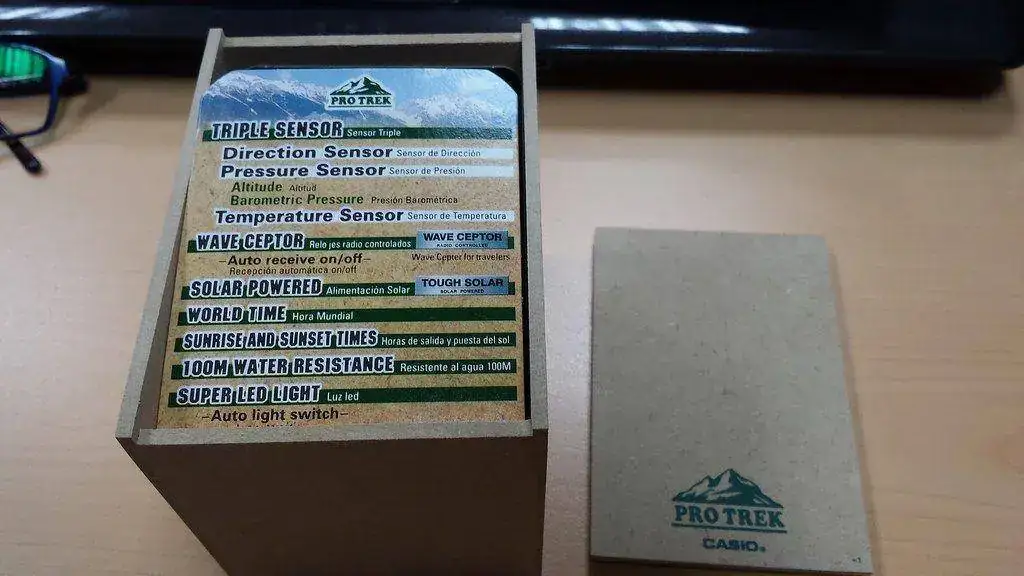 PRO TREK
TRIPLE SENSOR Sensor Triple
Direction Sensor Sensor de Dirección
Pressure Sensor Sensor de Presión
Altitude Altitud
Barometric Pressure Presión Barométrica
Temperature Sensor Sensor de Temperatura
WAVE CEPTOR Relojes radio controlados WAVE CEPTOR
RADIO CONTROLLED
-Auto receive on/off- Wave Cepter for travelers
Recepción automática on/off
SOLAR POWERED Alimentación Solar TOUGH SOLAR
SOLAR POWERED
WORLD TIME Hora Mundial
SUNRISE AND SUNSET TIMES Horas de salida y puesta del sol
100M WATER RESISTANCE Resistente al agua 100M
SUPER LED LIGHT Luz led
-Auto light switch-
PRO TREK
CASIO